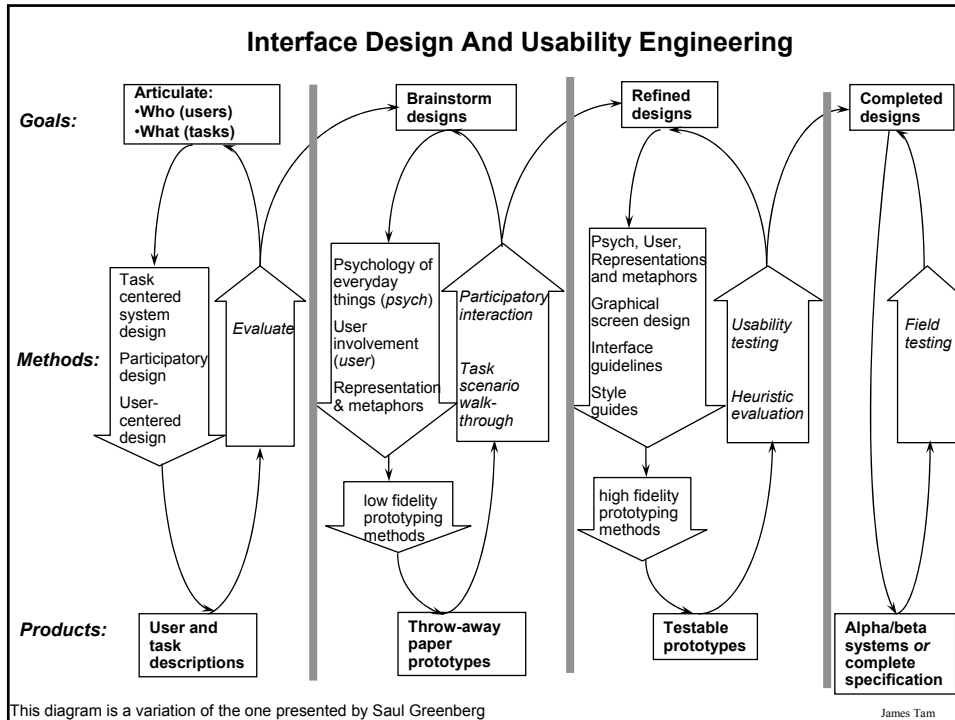 Interface Design And Usability Engineering
Goals:
Articulate:
•Who (users)
•What (tasks)
Brainstorm
designs
Refined
designs
Completed
designs
Methods:
Task
centered
system
design
Participatory
design
User-
centered
design
Evaluate
Psychology of
everyday
things (psych)
User
involvement
(user)
Representation
& metaphors
low fidelity
prototyping
methods
Participatory
interaction
Task
scenario
walk-
through
Psych, User,
Representations
and metaphors
Graphical
screen design
Interface
guidelines
Style
guides
high fidelity
prototyping
methods
Usability
testing
Heuristic
evaluation
Field
testing
Products:
User and
task
descriptions
Throw-away
paper
prototypes
Testable
prototypes
Alpha/beta
systems or
complete
specification
This diagram is a variation of the one presented by Saul Greenberg
James Tam